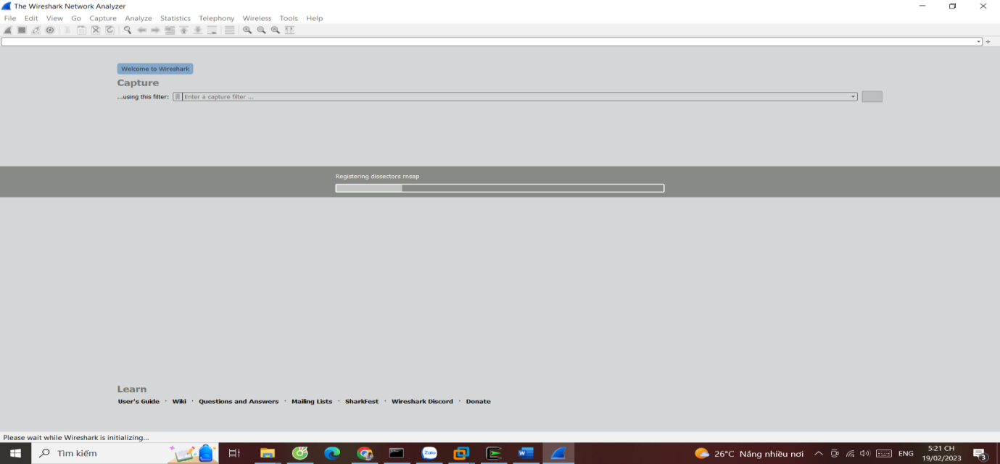 The Wireshark Network Analyzer
File Edit View Go Capture Analyze Statistics Telephony Wireless Tools Help
Welcome to Wireshark
Capture
...using this filter: Enter a capture filter ...
Registering dissectors rnsap
Learn
User's Guide · Wiki · Questions and Answers · Mailing Lists · SharkFest · Wireshark Discord · Donate
Please wait while Wireshark is initializing...
Tìm kiếm
Zalo
W
26°C Nắng nhiều nơi
ENG
5:21 CH
19/02/2023
3